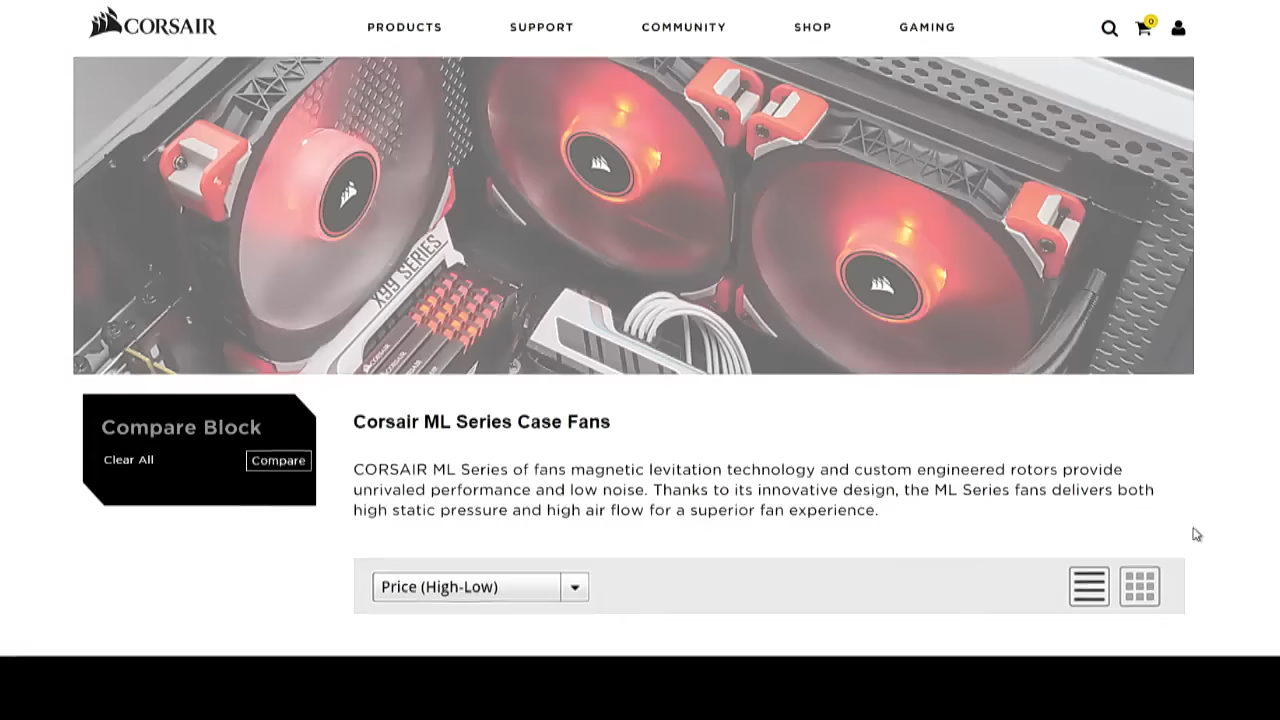 CORSAIR
PRODUCTS SUPPORT COMMUNITY SHOP GAMING
0
X99 SERIES
CORSAIR
CORSAIR
Compare Block
Clear All Compare
Corsair ML Series Case Fans
CORSAIR ML Series of fans magnetic levitation technology and custom engineered rotors provide
unrivaled performance and low noise. Thanks to its innovative design, the ML Series fans delivers both
high static pressure and high air flow for a superior fan experience.
Price (High-Low)